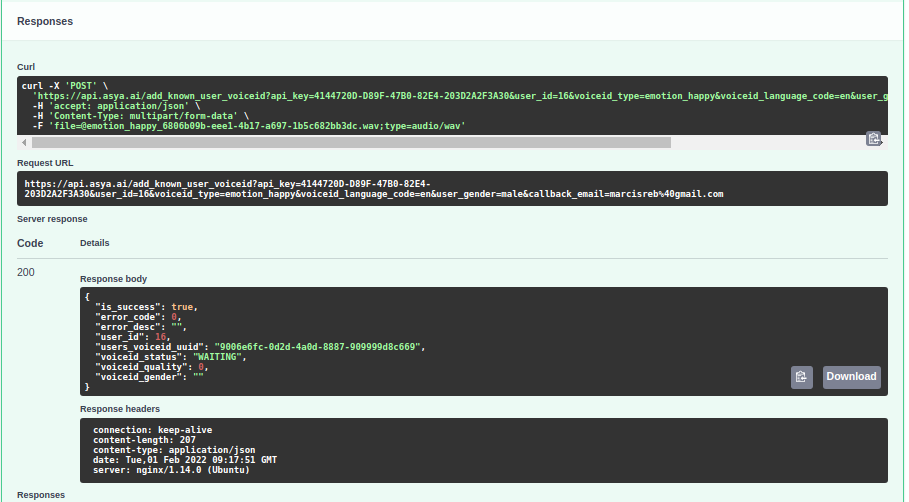 Responses
Curl
curl -X 'POST' \
  'https://api.asya.ai/add_known_user_voiceid?api_key=4144720D-D89F-47B0-82E4-203D2A2F3A30&user_id=16&voiceid_type=emotion_happy&voiceid_language_code=en&user_g
  -H 'accept: application/json' \
  -H 'Content-Type: multipart/form-data' \
  -F 'file=@emotion_happy_6806b09b-eee1-4b17-a697-1b5c682bb3dc.wav;type=audio/wav'
Request URL
https://api.asya.ai/add_known_user_voiceid?api_key=4144720D-D89F-47B0-82E4-
203D2A2F3A30&user_id=16&voiceid_type=emotion_happy&voiceid_language_code=en&user_gender=male&callback_email=marcisreb%40gmail.com
Server response
Code Details
200
Response body
{
  "is_success": true,
  "error_code": 0,
  "error_desc": "",
  "user_id": 16,
  "users_voiceid_uuid": "9006e6fc-0d2d-4a0d-8887-909999d8c669",
  "voiceid_status": "WAITING",
  "voiceid_quality": 0,
  "voiceid_gender": ""
}
Download
Response headers
connection: keep-alive
content-length: 207
content-type: application/json
date: Tue,01 Feb 2022 09:17:51 GMT
server: nginx/1.14.0 (Ubuntu)
Responses